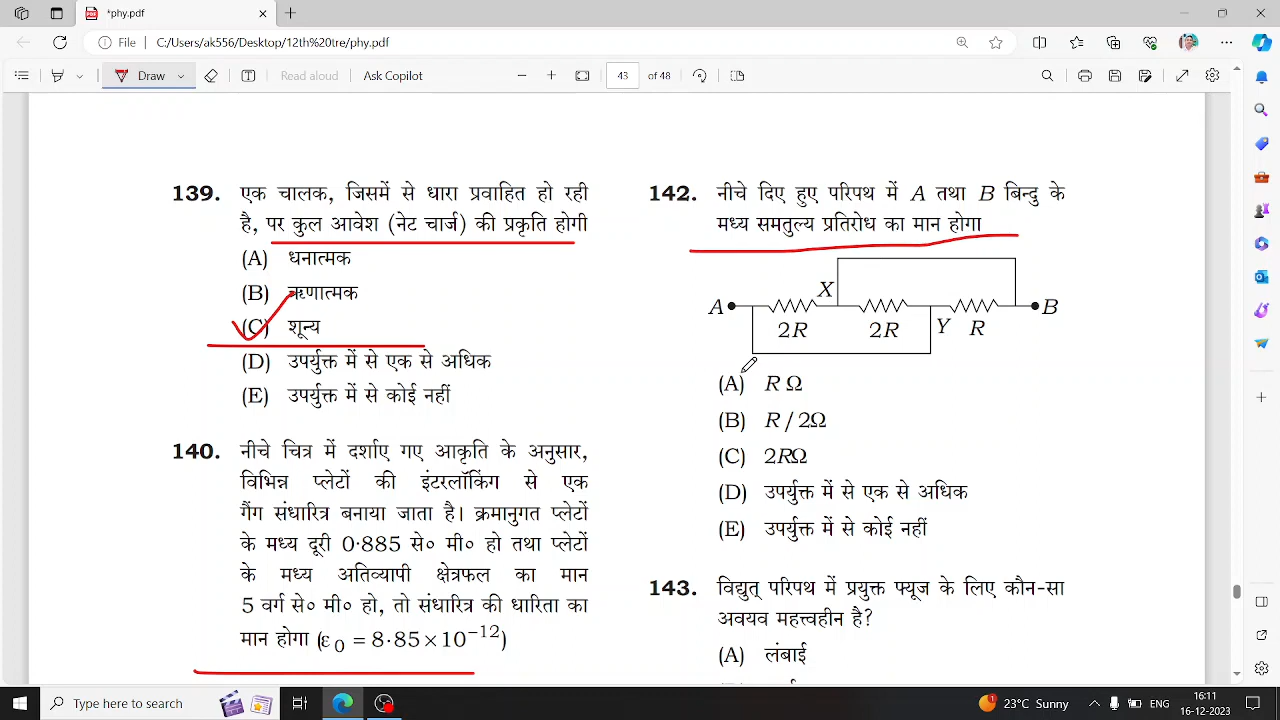 *phy.pdf
File C:/Users/ak556/Desktop/12th%20tre/phy.pdf
Draw Read aloud Ask Copilot 43 of 48
139. एक चालक, जिसमें से धारा प्रवाहित हो रही
है, पर कुल आवेश (नेट चार्ज) की प्रकृति होगी
(A) धनात्मक
(B) ऋणात्मक
(C) शून्य
(D) उपर्युक्त में से एक से अधिक
(E) उपर्युक्त में से कोई नहीं
140. नीचे चित्र में दर्शाए गए आकृति के अनुसार,
विभिन्न प्लेटों की इंटरलॉकिंग से एक
गैंग संधारित्र बनाया जाता है। क्रमानुगत प्लेटों
के मध्य दूरी 0·885 से० मी० हो तथा प्लेटों
के मध्य अतिव्यापी क्षेत्रफल का मान
5 वर्ग से० मी० हो, तो संधारित्र की धारिता का
मान होगा (ε₀ = 8·85×10⁻¹²)
142. नीचे दिए हुए परिपथ में A तथा B बिन्दु के
मध्य समतुल्य प्रतिरोध का मान होगा
X
A B
2R 2R Y R
(A) R Ω
(B) R / 2Ω
(C) 2RΩ
(D) उपर्युक्त में से एक से अधिक
(E) उपर्युक्त में से कोई नहीं
143. विद्युत् परिपथ में प्रयुक्त फ्यूज के लिए कौन-सा
अवयव महत्त्वहीन है?
(A) लंबाई
Type here to search
23°C Sunny
ENG
16:11
16-12-2023